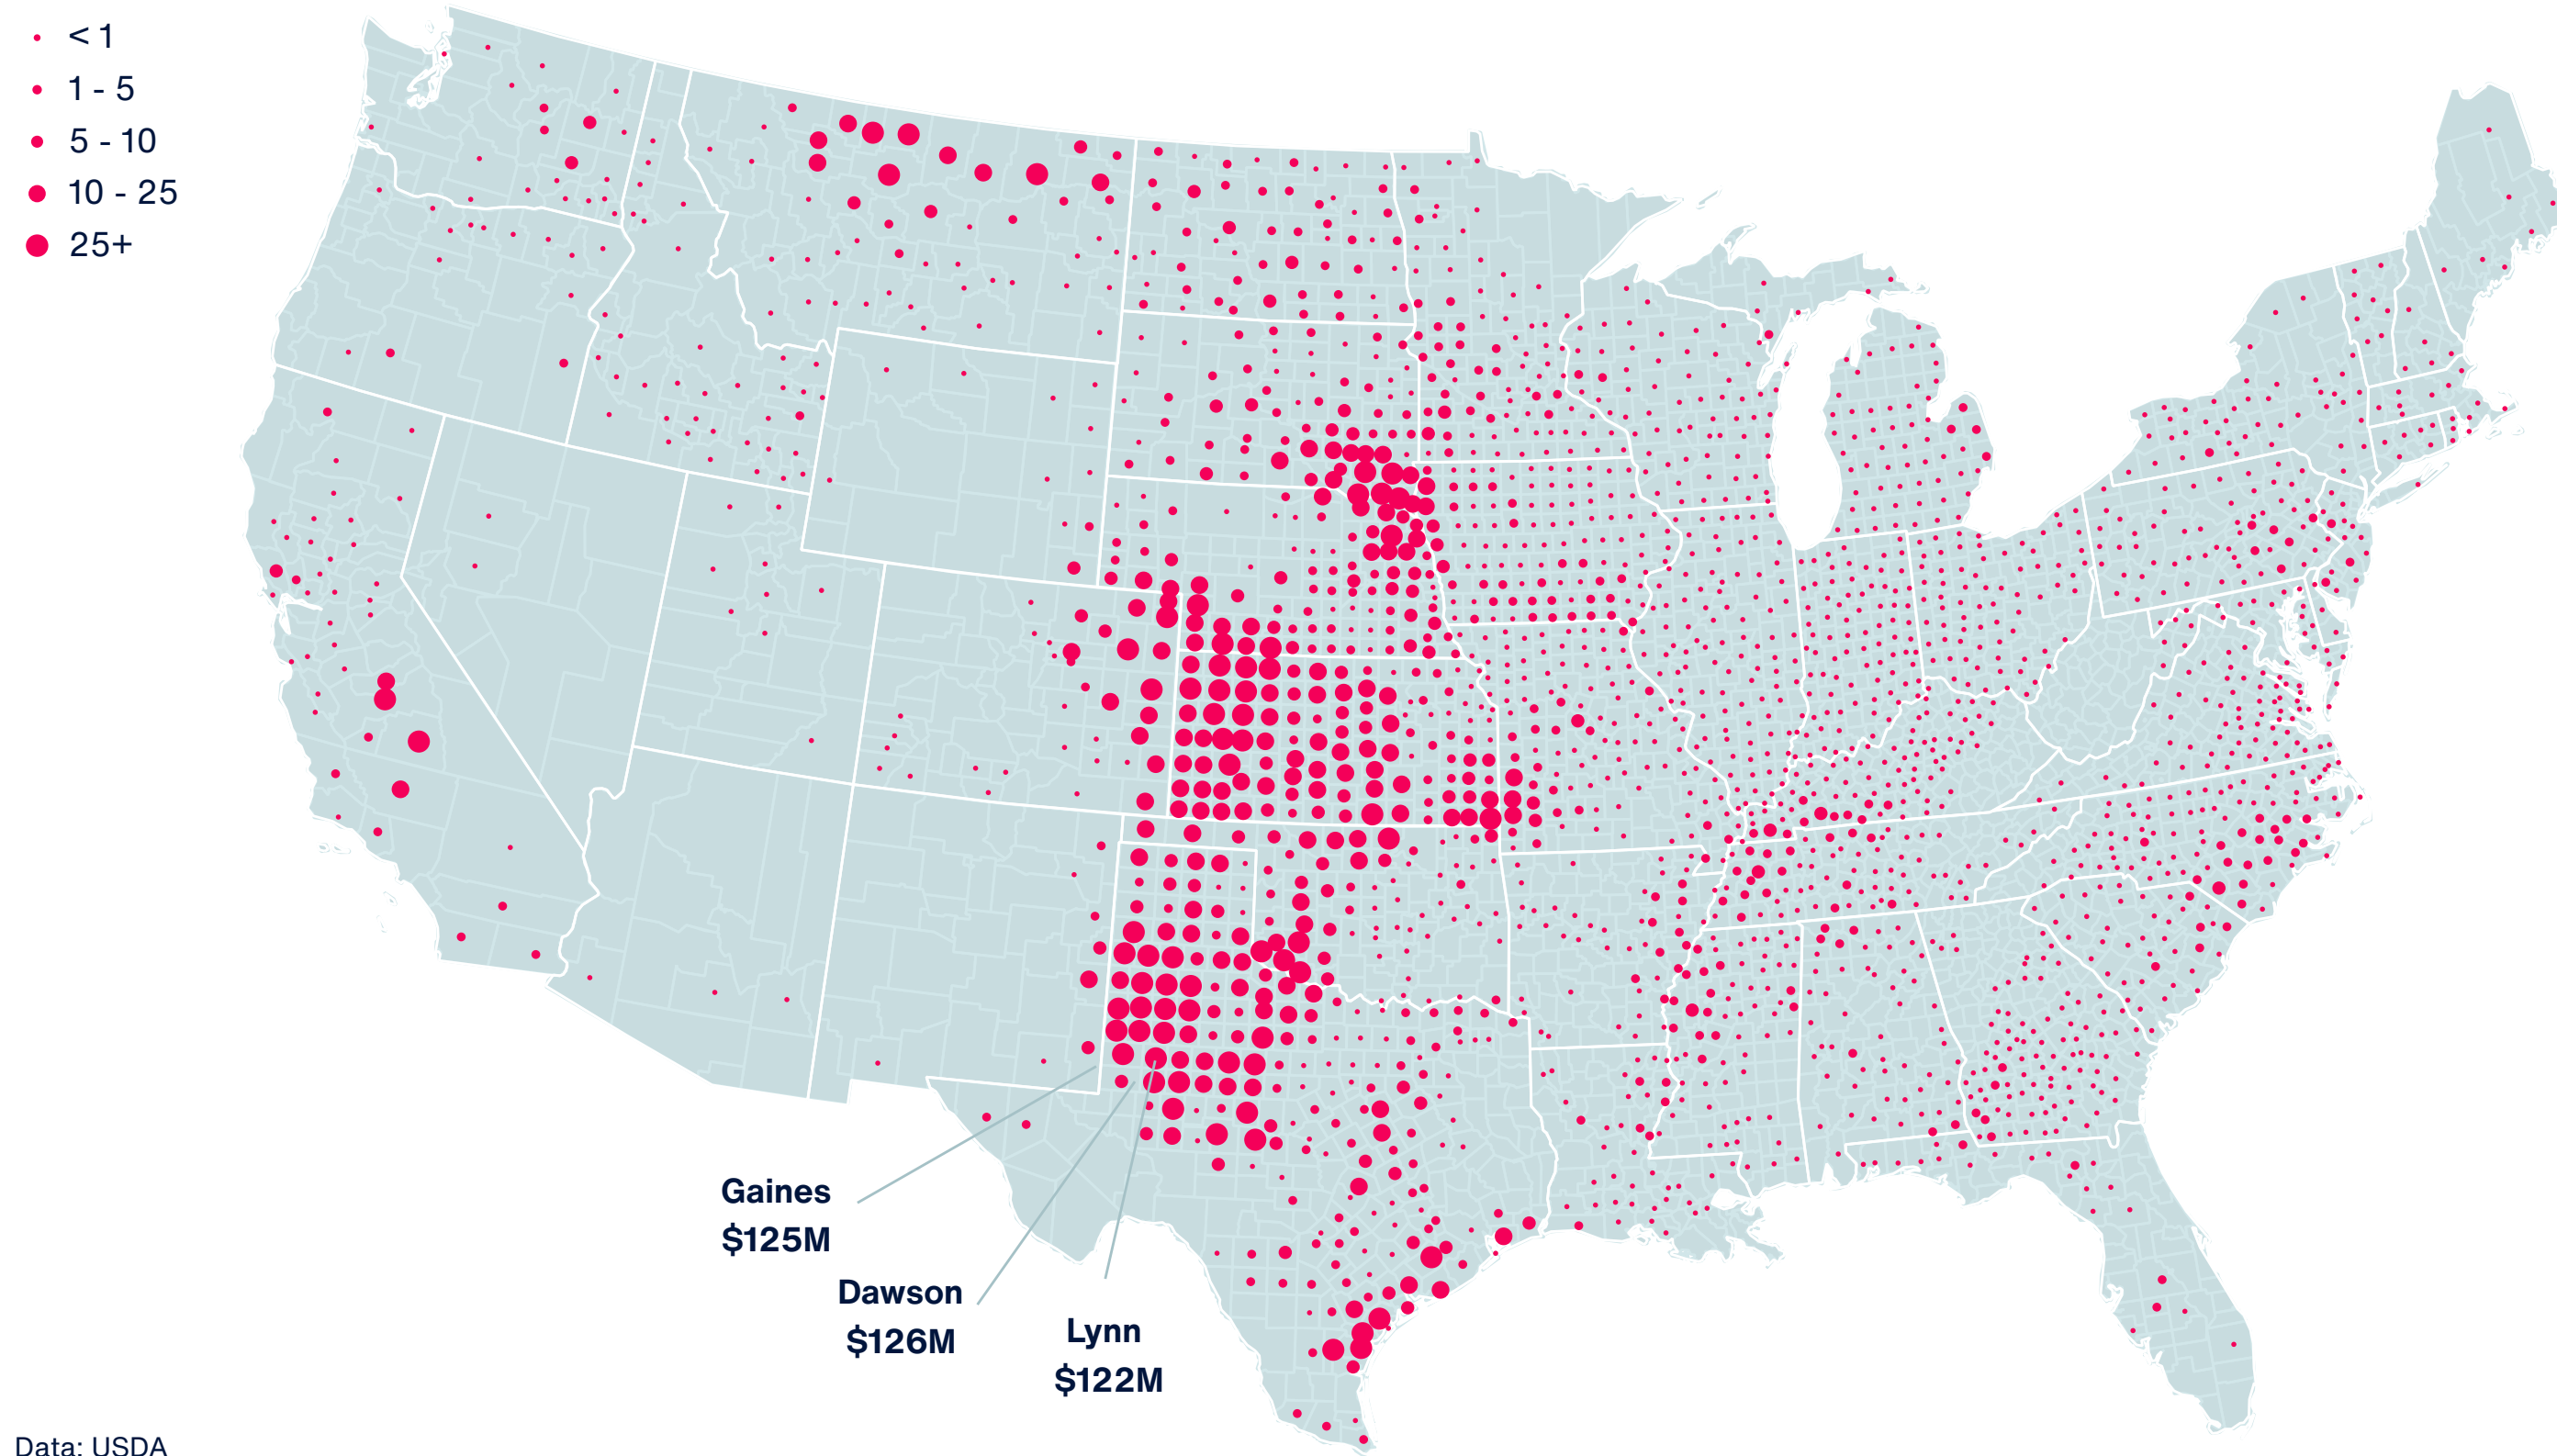 < 1
1 - 5
5 - 10
10 - 25
25+
Gaines
$125M
Dawson
$126M
Lynn
$122M
Data: USDA